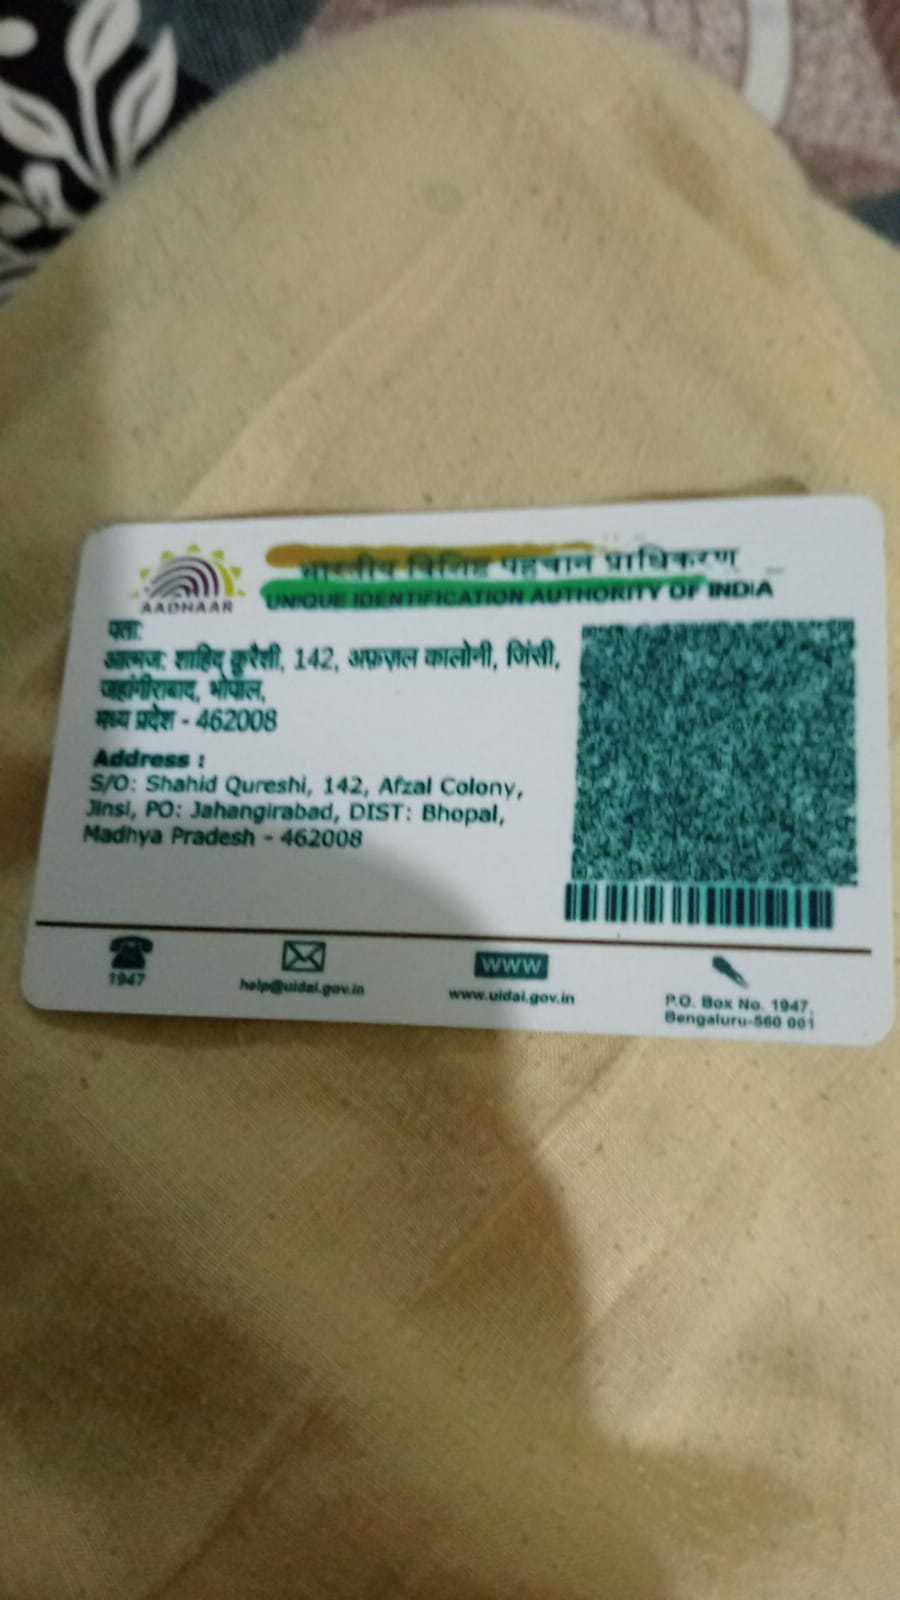 भारतीय विशिष्ट पहचान प्राधिकरण
UNIQUE IDENTIFICATION AUTHORITY OF INDIA
AADHAAR
पता:
आत्मज: शाहिद कुरैशी, 142, अफ़ज़ल कालोनी, जिंसी,
जहांगीराबाद, भोपाल,
मध्य प्रदेश - 462008
Address :
S/O: Shahid Qureshi, 142, Afzal Colony,
Jinsi, PO: Jahangirabad, DIST: Bhopal,
Madhya Pradesh - 462008
1947
help@uidai.gov.in
WWW
www.uidai.gov.in
P.O. Box No. 1947,
Bengaluru-560 001